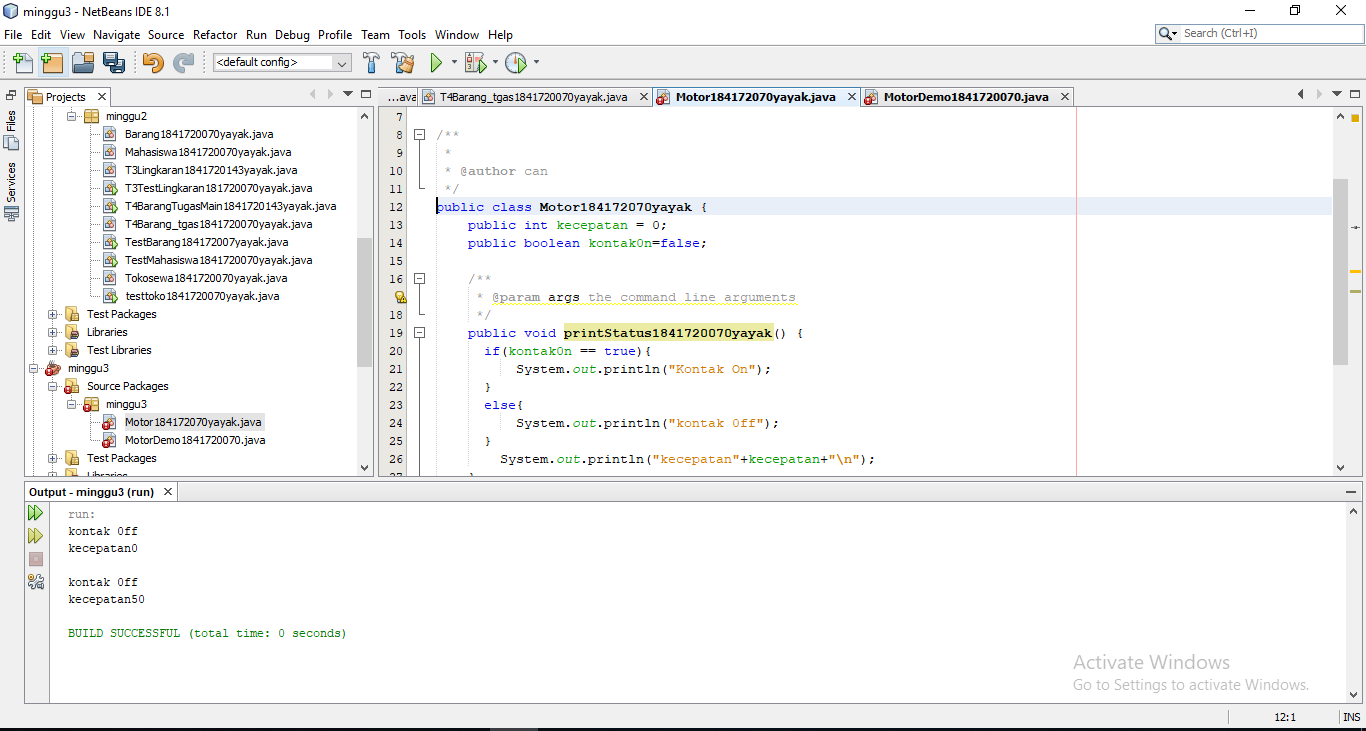 minggu3 - NetBeans IDE 8.1
File Edit View Navigate Source Refactor Run Debug Profile Team Tools Window Help
Search (Ctrl+I)
<default config>
Projects
...ava
T4Barang_tgas1841720070yayak.java
Motor184172070yayak.java
MotorDemo1841720070.java
Files
Services
minggu2
Barang1841720070yayak.java
Mahasiswa1841720070yayak.java
T3Lingkaran1841720143yayak.java
T3TestLingkaran181720070yayak.java
T4BarangTugasMain1841720143yayak.java
T4Barang_tgas1841720070yayak.java
TestBarang184172007yayak.java
TestMahasiswa1841720070yayak.java
Tokosewa1841720070yayak.java
testtoko1841720070yayak.java
Test Packages
Libraries
Test Libraries
minggu3
Source Packages
minggu3
Motor184172070yayak.java
MotorDemo1841720070.java
Test Packages
Libraries
7
8 /**
9 *
10 * @author can
11 */
12 public class Motor184172070yayak {
13 public int kecepatan = 0;
14 public boolean kontakOn=false;
15
16 /**
* @param args the command line arguments
18 */
19 public void printStatus1841720070yayak() {
20 if(kontakOn == true){
21 System.out.println("Kontak On");
22 }
23 else{
24 System.out.println("kontak Off");
25 }
26 System.out.println("kecepatan"+kecepatan+"\n");
27 }
Output - minggu3 (run)
run:
kontak Off
kecepatan0
kontak Off
kecepatan50
BUILD SUCCESSFUL (total time: 0 seconds)
Activate Windows
Go to Settings to activate Windows.
12:1
INS